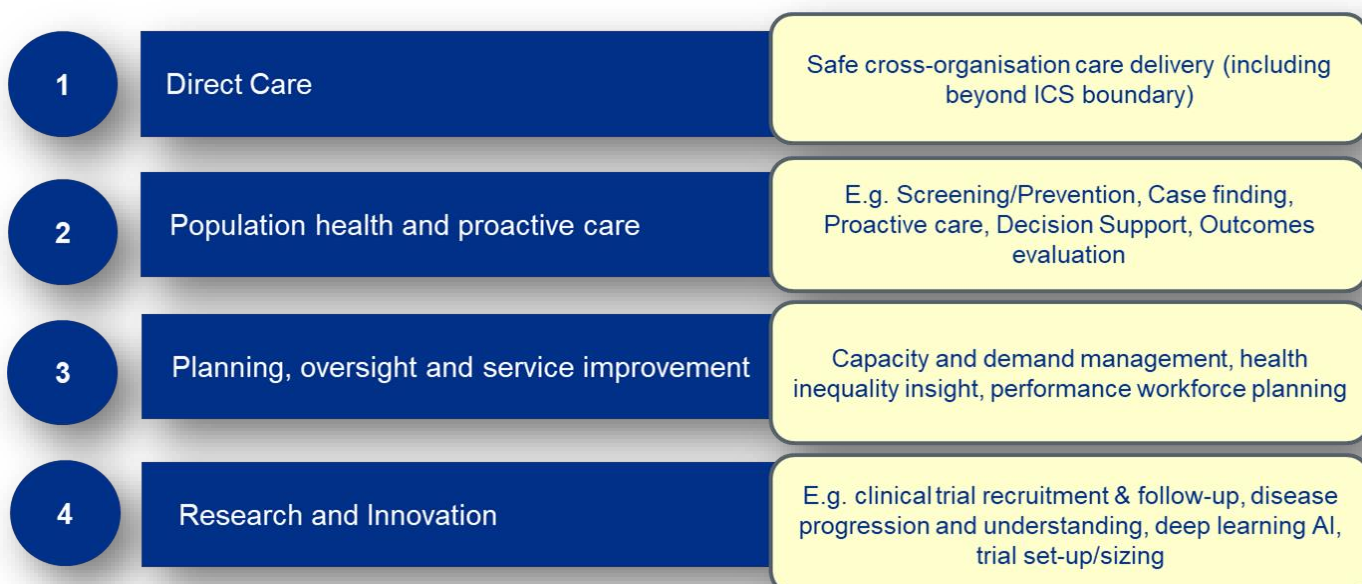 1
Direct Care
Safe cross-organisation care delivery (including
beyond ICS boundary)
2
Population health and proactive care
E.g. Screening/Prevention, Case finding,
Proactive care, Decision Support, Outcomes
evaluation
3
Planning, oversight and service improvement
Capacity and demand management, health
inequality insight, performance workforce planning
4
Research and Innovation
E.g. clinical trial recruitment & follow-up, disease
progression and understanding, deep learning AI,
trial set-up/sizing